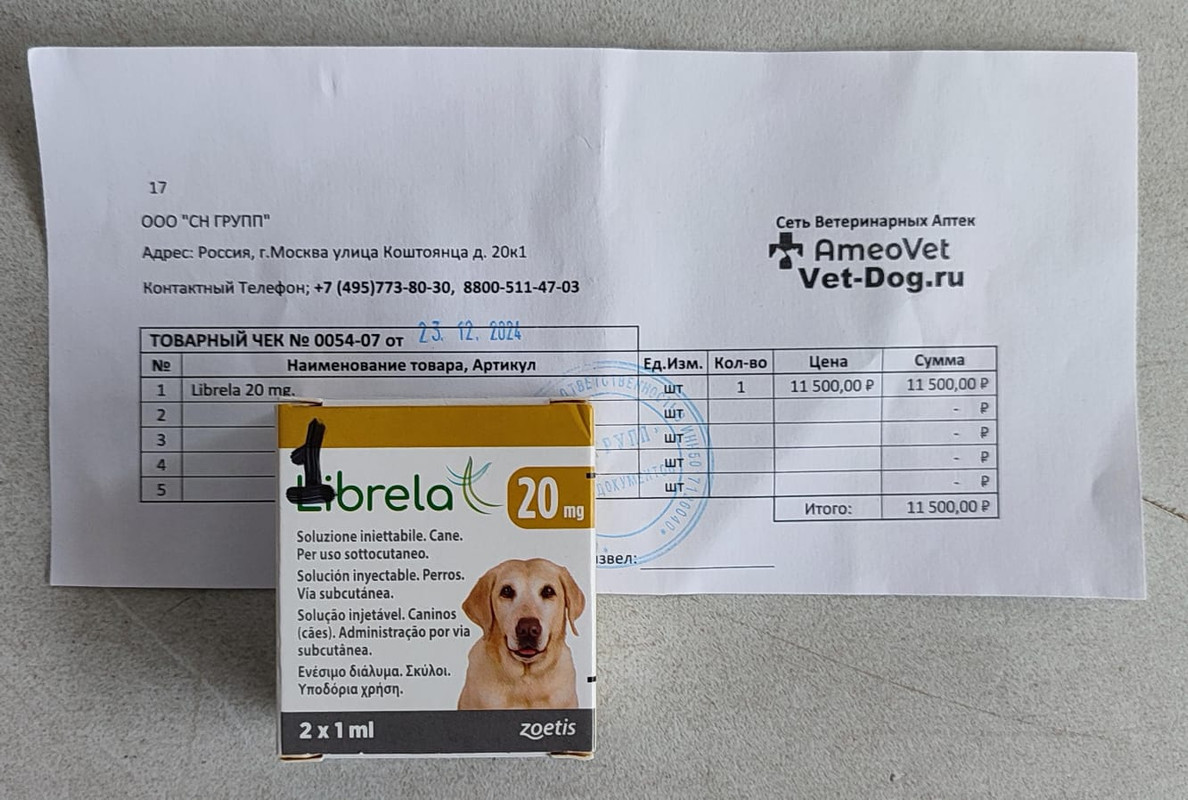 17
ООО "СН ГРУПП"
Адрес: Россия, г.Москва улица Коштоянца д. 20к1
Контактный Телефон; +7 (495)773-80-30, 8800-511-47-03
Сеть Ветеринарных Аптек
AmeoVet
Vet-Dog.ru
ТОВАРНЫЙ ЧЕК № 0054-07 от 23. 12. 2024
№ Наименование товара, Артикул Ед.Изм. Кол-во Цена Сумма
1 Librela 20 mg. шт 1 11 500,00 ₽ 11 500,00 ₽
2 шт - ₽
3 шт - ₽
4 шт - ₽
5 шт - ₽
Итого: 11 500,00 ₽
1
Librela 20 mg
Soluzione iniettabile. Cane.
Per uso sottocutaneo.
Solución inyectable. Perros.
Vía subcutánea.
Solução injetável. Caninos
(cães). Administração por via
subcutânea.
Ενέσιμο διάλυμα. Σκύλοι.
Υποδόρια χρήση.
2 x 1 ml zoetis